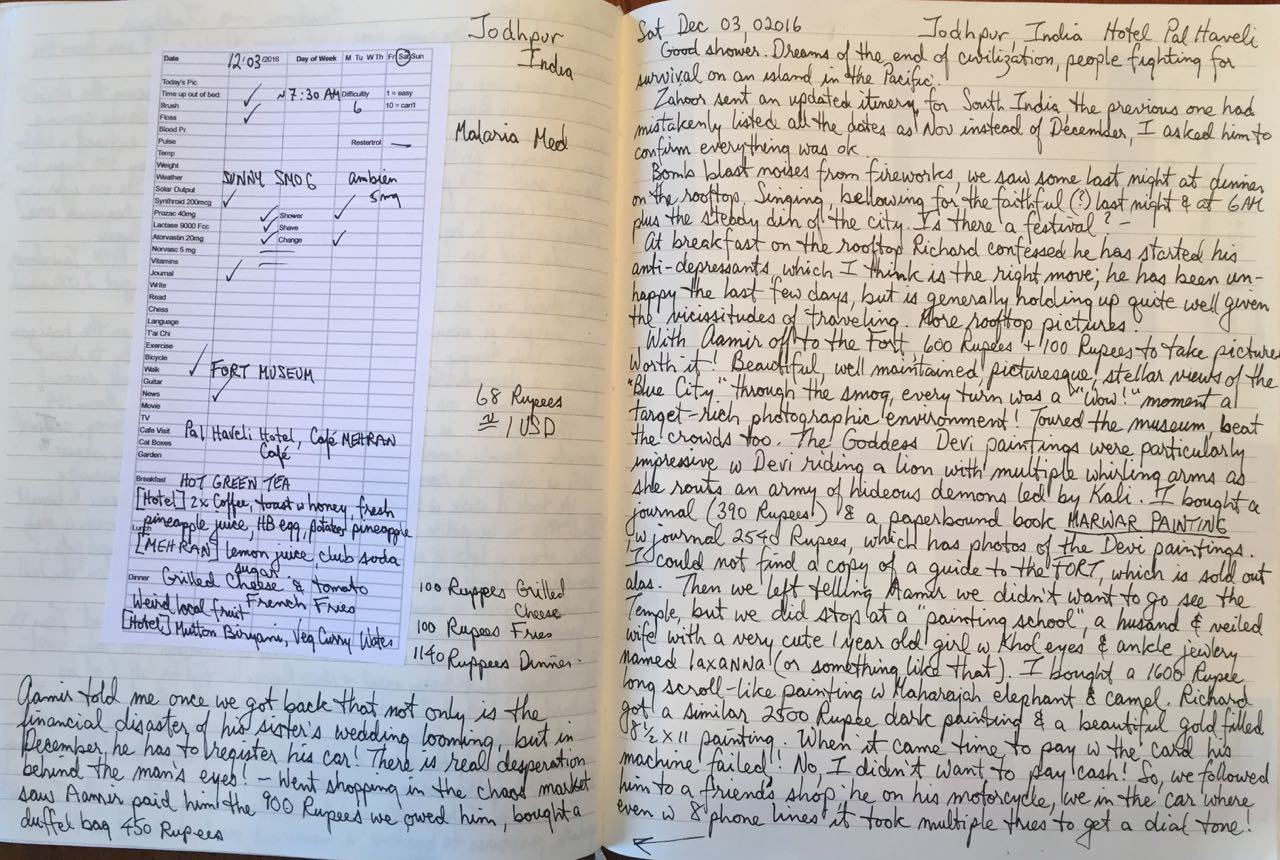 Jodhpur
India
Date 12·03/2016 Day of Week M Tu W Th Fr Sat Sun
Today's Pic
Time up out of bed: ~7:30 AM Difficulty 1 = easy
Brush 6 10 = can't
Floss
Blood Pr.
Pulse Restertrol —
Temp
Weight
Weather SUNNY SMOG ambien
Solar Output 5mg
Synthroid 200mcg
Prozac 40mg Shower
Lactase 9000 Fcc Shave
Atorvastin 20mg Change
Norvasc 5 mg
Vitamins
Journal
Write
Read
Chess
Language
T'ai Chi
Exercise
Bicycle
Walk FORT MUSEUM
Guitar
News
Movie
TV
Cafe Visit Pal Haveli Hotel, Café MEHRAN
Cat Boxes Café
Garden
Breakfast HOT GREEN TEA
[Hotel] 2x Coffee, toast w honey, fresh
pineapple juice, HB egg, potatoes, pineapple
Lunch
[MEHRAN] lemon juice, club soda
sugar
Dinner Grilled Cheese & tomato
Weird local fruit French Fries
[Hotel] Mutton Biryani, Veg Curry, Water
Malaria Med
68 Rupees
≈ 1 USD
100 Ruppees Grilled
Cheese
100 Rupees Fries
1140 Ruppees Dinner.
Aamir told me once we got back that not only is the
financial disaster of his sister's wedding looming, but in
December he has to register his car! There is real desperation
behind the man's eyes! — Went shopping in the chaos market
saw Aamir paid him the 900 Rupees we owed him, bought a
duffel bag 450 Rupees
Sat Dec 03, 02016 Jodhpur, India Hotel Pal Haveli
Good shower. Dreams of the end of civilization, people fighting for
survival on an island in the Pacific.
Zahoor sent an updated itinery for South India the previous one had
mistakenly listed all the dates as Nov instead of December, I asked him to
confirm everything was ok.
Bomb blast noises from fireworks, we saw some last night at dinner
on the rooftop. Singing, bellowing for the faithful (?) last night & at 6AM
plus the steady din of the city. Is there a festival? —
At breakfast on the rooftop Richard confessed he has started his
anti-depressants, which I think is the right move; he has been un-
happy the last few days, but is generally holding up quite well given
the vicissitudes of traveling. More rooftop pictures.
With Aamir off to the Fort. 600 Rupees + 100 Rupees to take pictures
Worth it! Beautiful, well maintained, picturesque, stellar views of the
"Blue City" through the smog, every turn was a "Wow!" moment a
target-rich photographic environment! Toured the museum, beat
the crowds too. The Goddess Devi paintings were particularly
impressive w Devi riding a lion with multiple whirling arms as
she routs an army of hideous demons led by Kali. I bought a
journal (390 Rupees!) & a paperbound book MARWAR PAINTING
w journal 2540 Rupees, which has photos of the Devi paintings.
I could not find a copy of a guide to the FORT, which is sold out
alas. Then we left telling Aamir we didn't want to go see the
Temple, but we did stop at a "painting school", a husand & veiled
wife with a very cute 1 year old girl w Khol eyes & ankle jewlery
named laxanna (or something like that). I bought a 1600 Rupee
long scroll-like painting w Maharajah elephant & camel. Richard
got a similar 2500 Rupee dark painting & a beautiful gold filled
8½ x 11 painting. When it came time to pay w the card his
machine failed!! No, I didn't want to pay cash! So, we followed
him to a friend's shop he on his motorcycle, we in the car where
even w 8 phone lines it took multiple tries to get a dial tone!